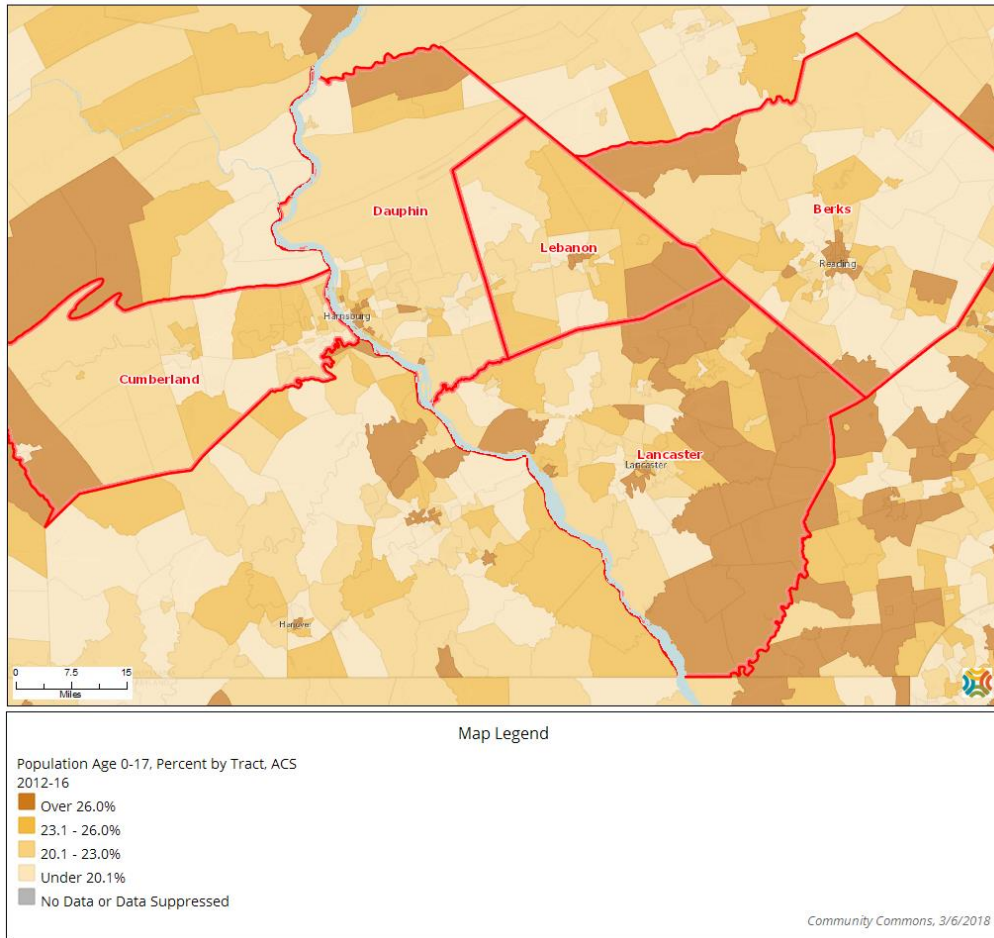 Dauphin
Berks
Lebanon
Reading
Harrisburg
Cumberland
Lancaster
Lancaster
Hanover
0 7.5 15
Miles
Map Legend
Population Age 0-17, Percent by Tract, ACS
2012-16
Over 26.0%
23.1 - 26.0%
20.1 - 23.0%
Under 20.1%
No Data or Data Suppressed
Community Commons, 3/6/2018